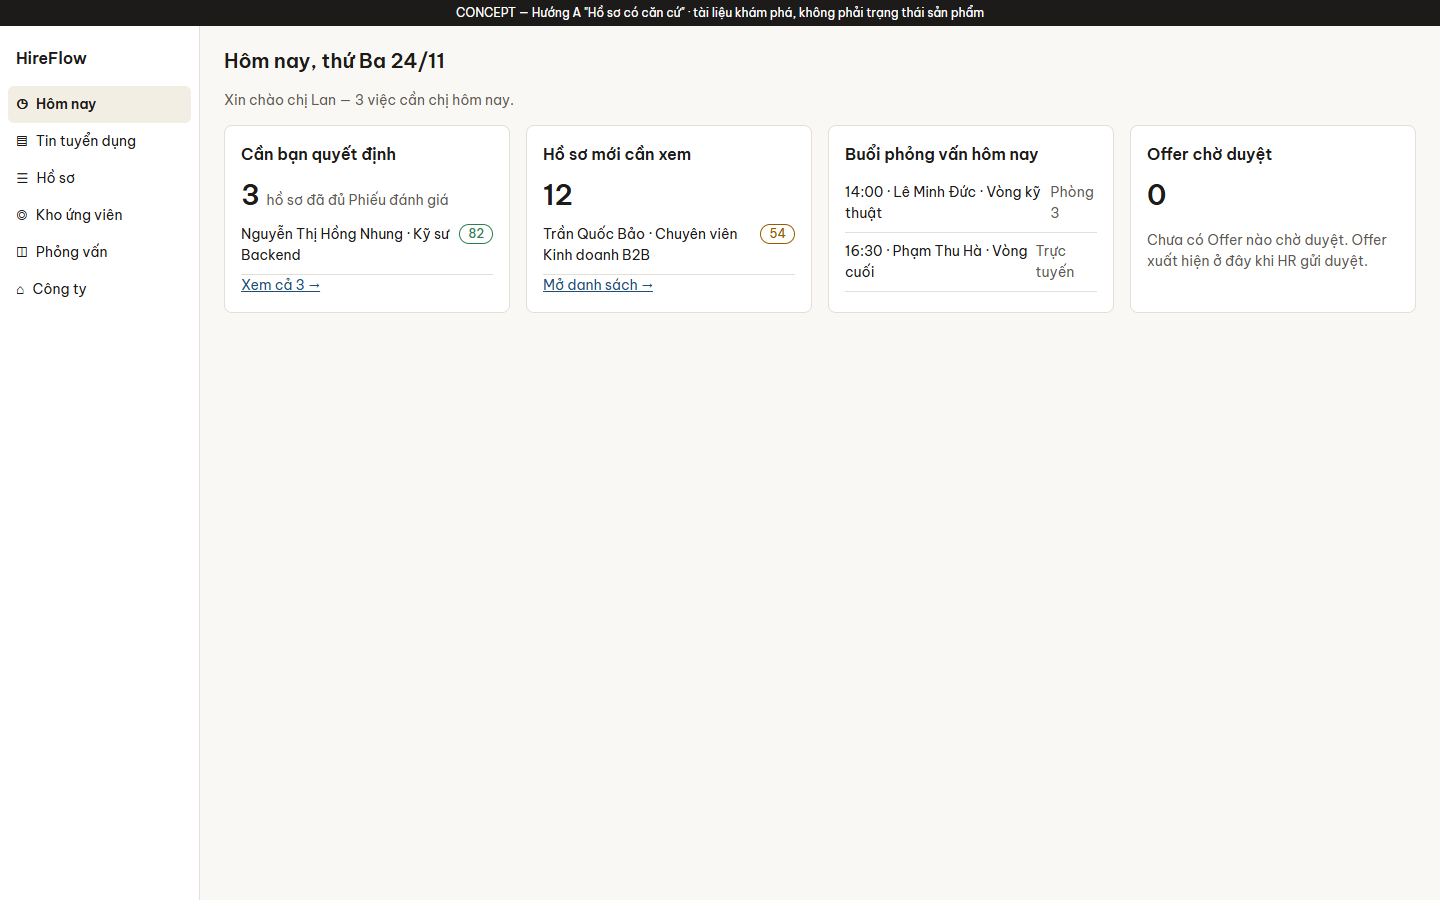 CONCEPT — Hướng A "Hồ sơ có căn cứ" · tài liệu khám phá, không phải trạng thái sản phẩm
HireFlow
Hôm nay
Tin tuyển dụng
Hồ sơ
Kho ứng viên
Phỏng vấn
Công ty
Hôm nay, thứ Ba 24/11
Xin chào chị Lan — 3 việc cần chị hôm nay.
Cần bạn quyết định
3 hồ sơ đã đủ Phiếu đánh giá
Nguyễn Thị Hồng Nhung · Kỹ sư 82
Backend
Xem cả 3 →
Hồ sơ mới cần xem
12
Trần Quốc Bảo · Chuyên viên 54
Kinh doanh B2B
Mở danh sách →
Buổi phỏng vấn hôm nay
14:00 · Lê Minh Đức · Vòng kỹ Phòng
thuật 3
16:30 · Phạm Thu Hà · Vòng Trực
cuối tuyến
Offer chờ duyệt
0
Chưa có Offer nào chờ duyệt. Offer
xuất hiện ở đây khi HR gửi duyệt.